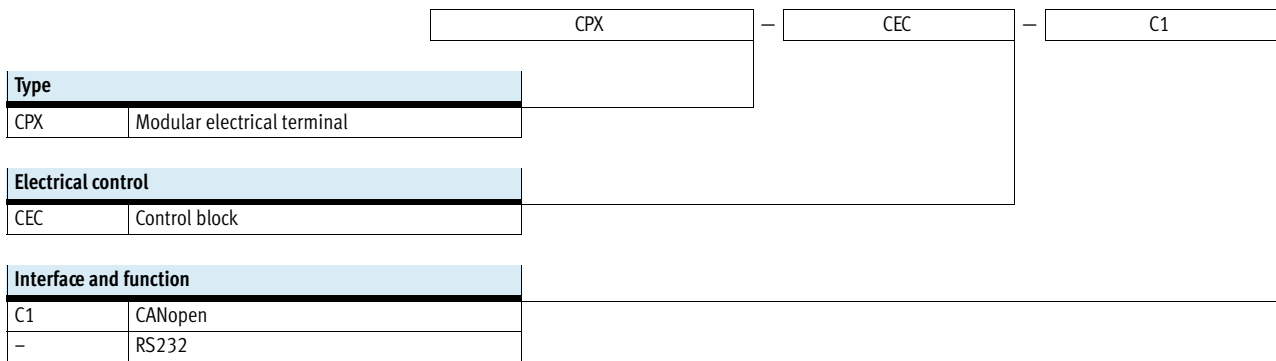 CPX – CEC – C1
Type
CPX Modular electrical terminal
Electrical control
CEC Control block
Interface and function
C1 CANopen
– RS232